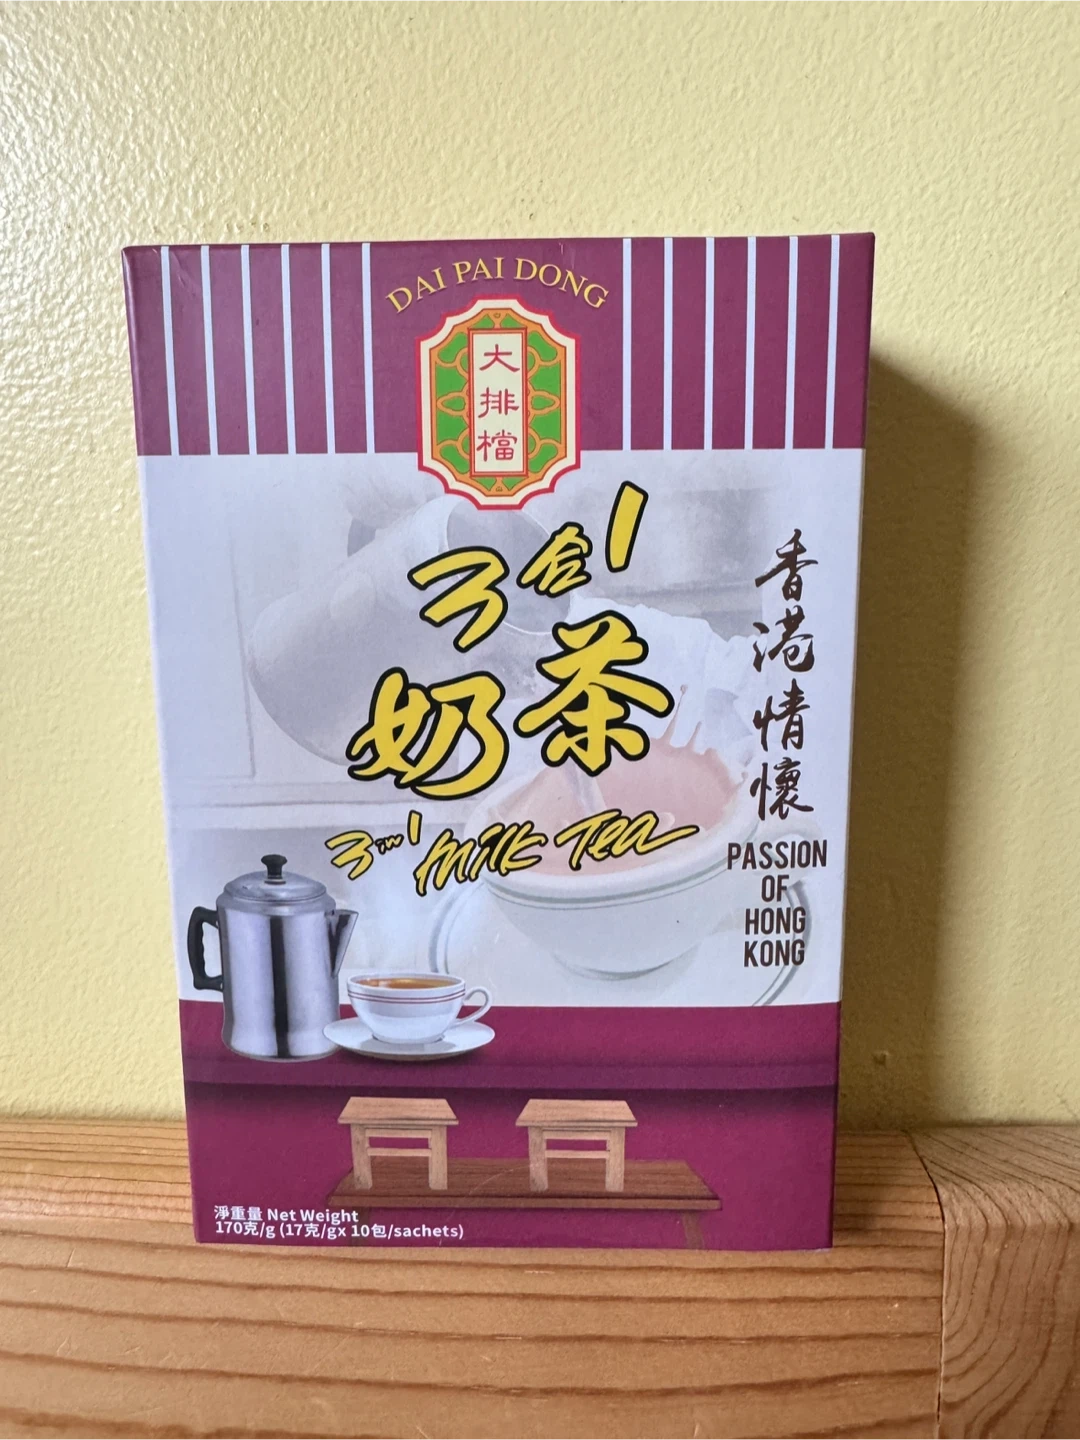 DAI PAI DONG
大排檔
3合1
奶茶
3 in 1 Milk Tea
香港情懷
PASSION
OF
HONG
KONG
淨重量 Net Weight
170克/g (17克/gx 10包/sachets)